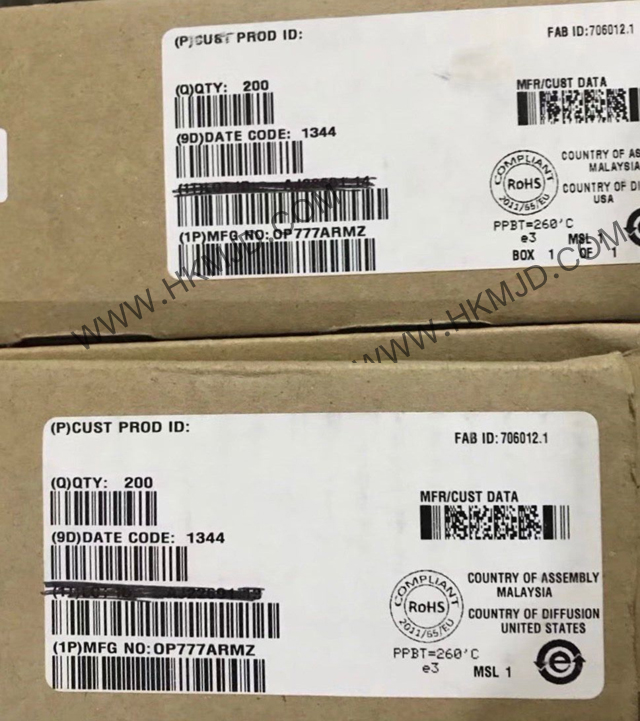 (P)CUST PROD ID:
FAB ID:706012.1
(Q)QTY: 200
MFR/CUST DATA
(9D)DATE CODE: 1344
COMPLIANT
RoHS
2011/65/EU
COUNTRY OF AS
MALAYSIA
COUNTRY OF DI
USA
(1P)MFG NO:OP777ARMZ
PPBT=260'C
e3
MSL 1
BOX 1 OF 1
WWW.HKMJD.COM
WWW.HKMJD.COM
(P)CUST PROD ID:
FAB ID:706012.1
(Q)QTY: 200
MFR/CUST DATA
(9D)DATE CODE: 1344
COMPLIANT
RoHS
2011/65/EU
COUNTRY OF ASSEMBLY
MALAYSIA
COUNTRY OF DIFFUSION
UNITED STATES
(1P)MFG NO:OP777ARMZ
PPBT=260'C
e3
MSL 1
e